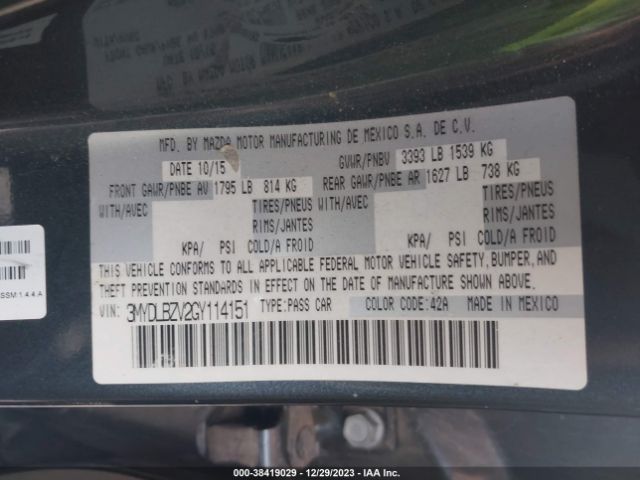 MFD. BY MAZDA MOTOR MANUFACTURING DE MEXICO S.A. DE C.V.
DATE 10/15 GVWR/PNBV 3393 LB 1539 KG
FRONT GAWR/PNBE AV 1795 LB 814 KG REAR GAWR/PNBE AR 1627 LB 738 KG
WITH/AVEC TIRES/PNEUS WITH/AVEC TIRES/PNEUS
RIMS/JANTES RIMS/JANTES
KPA/ PSI COLD/A FROID KPA/ PSI COLD/A FROID
THIS VEHICLE CONFORMS TO ALL APPLICABLE FEDERAL MOTOR VEHICLE SAFETY, BUMPER, AND
THEFT PREVENTION STANDARDS IN EFFECT ON THE DATE OF MANUFACTURE SHOWN ABOVE.
VIN: 3MYDLBZV2GY114151 TYPE:PASS CAR COLOR CODE:42A MADE IN MEXICO
SSM:1.4.4.A
000-38419029 - 12/29/2023 - IAA Inc.